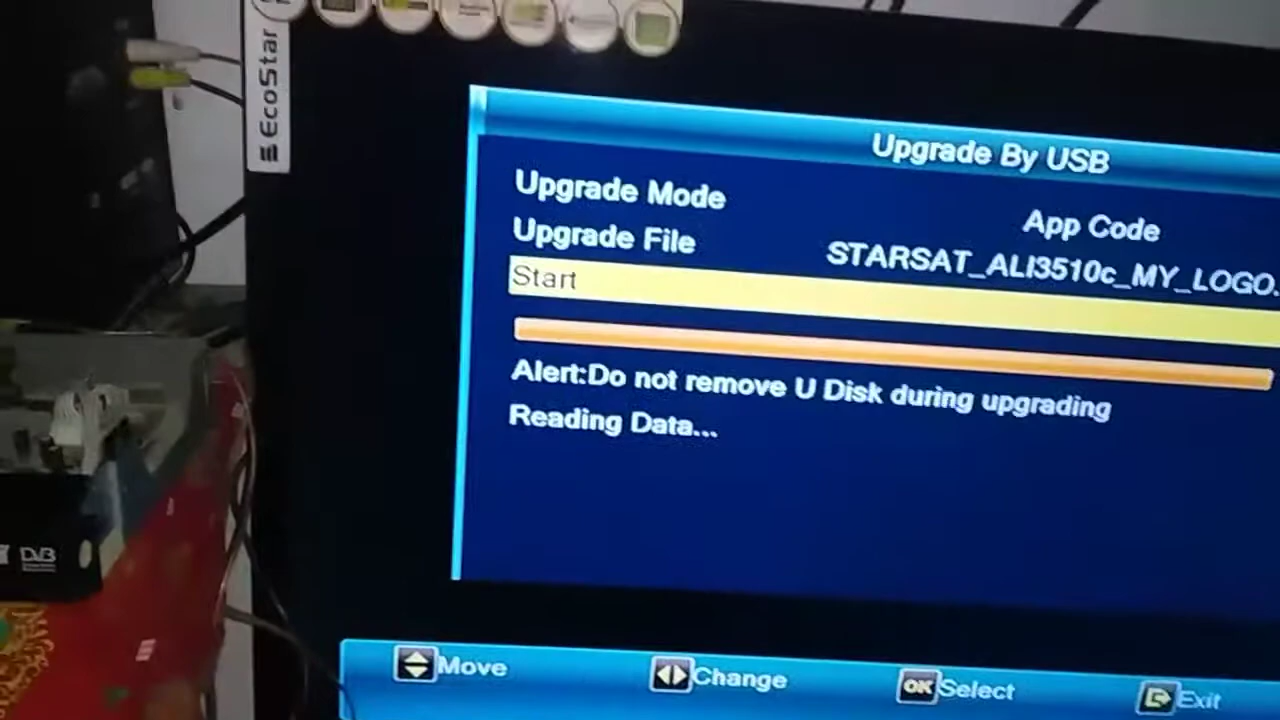 EcoStar
Upgrade By USB
Upgrade Mode
App Code
Upgrade File
STARSAT_ALI3510c_MY_LOGO.
Start
Alert:Do not remove U Disk during upgrading
Reading Data...
DVB
Move
Change
OK Select
Exit